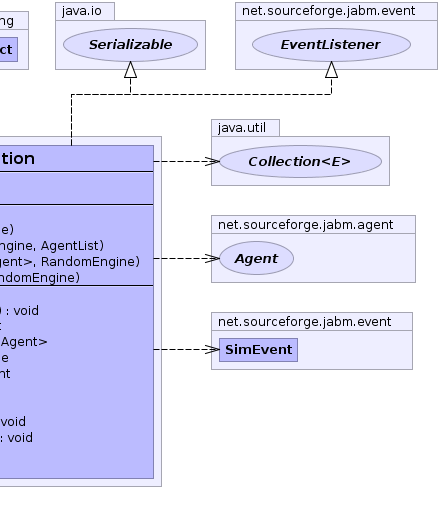 java.io
net.sourceforge.jabm.event
ng
Serializable
EventListener
ct
java.util
tion
Collection<E>
net.sourceforge.jabm.agent
e)
ngine, AgentList)
gent>, RandomEngine)
Agent
ndomEngine)
) : void
net.sourceforge.jabm.event
t
Agent>
SimEvent
e
nt
void
: void